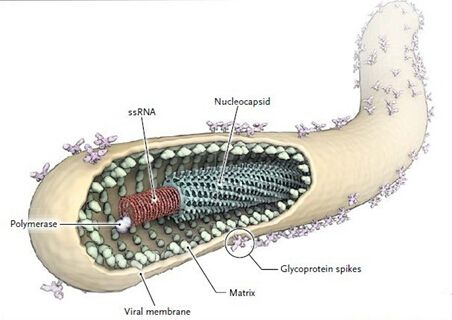 Nucleocapsid
ssRNA
Polymerase
Glycoprotein spikes
Matrix
Viral membrane